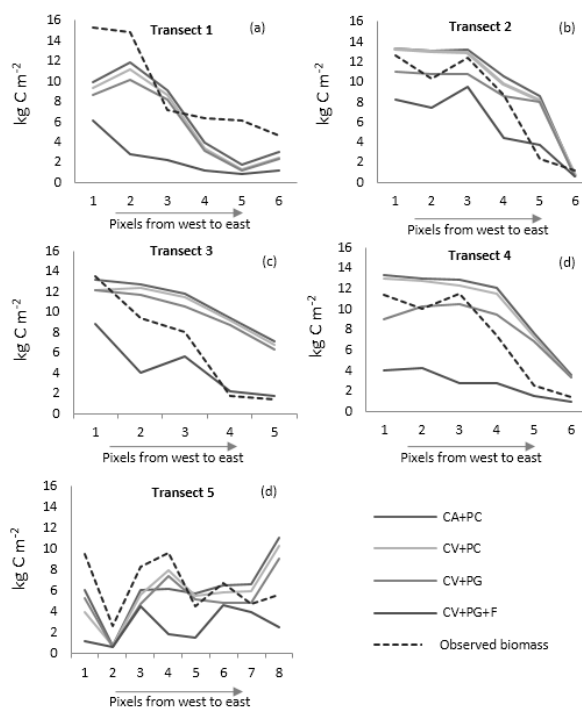 Transect 1
(a)
kg C m⁻²
16
14
12
10
8
6
4
2
0
1 2 3 4 5 6
Pixels from west to east
Transect 2
(b)
kg C m⁻²
16
14
12
10
8
6
4
2
0
1 2 3 4 5 6
Pixels from west to east
Transect 3
(c)
kg C m⁻²
16
14
12
10
8
6
4
2
0
1 2 3 4 5
Pixels from west to east
Transect 4
(d)
kg C m⁻²
16
14
12
10
8
6
4
2
0
1 2 3 4 5 6
Pixels from west to east
Transect 5
(d)
kg C m⁻²
16
14
12
10
8
6
4
2
0
1 2 3 4 5 6 7 8
Pixels from west to east
CA+PC
CV+PC
CV+PG
CV+PG+F
Observed biomass